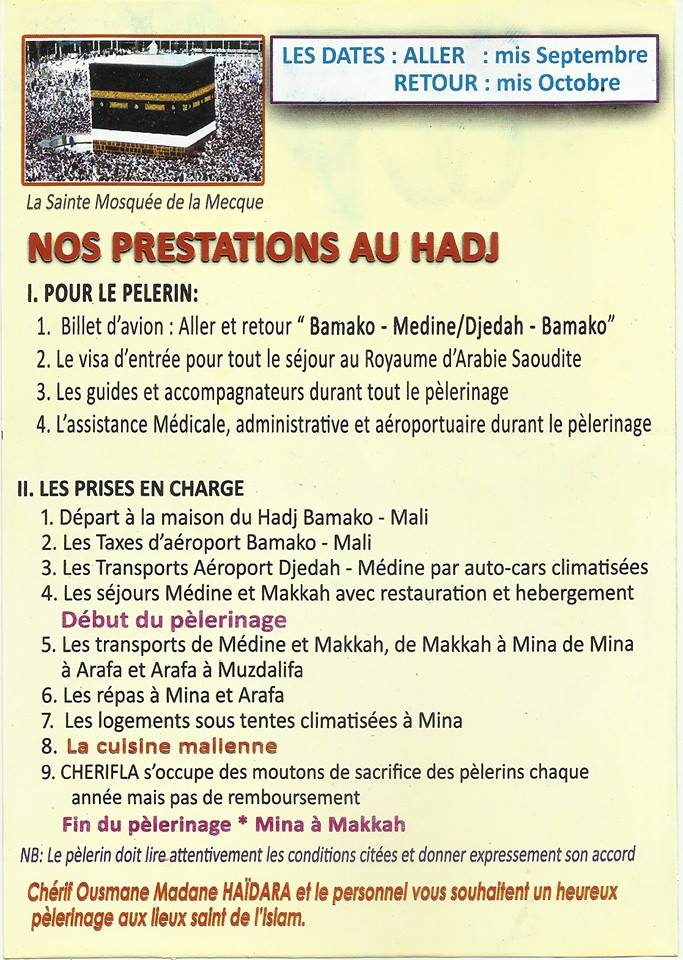 LES DATES : ALLER : mis Septembre
RETOUR : mis Octobre
La Sainte Mosquée de la Mecque
NOS PRESTATIONS AU HADJ
I. POUR LE PELERIN:
1. Billet d'avion : Aller et retour “ Bamako - Medine/Djedah - Bamako”
2. Le visa d'entrée pour tout le séjour au Royaume d'Arabie Saoudite
3. Les guides et accompagnateurs durant tout le pèlerinage
4. L'assistance Médicale, administrative et aéroportuaire durant le pèlerinage
II. LES PRISES EN CHARGE
1. Départ à la maison du Hadj Bamako - Mali
2. Les Taxes d'aéroport Bamako - Mali
3. Les Transports Aéroport Djedah - Médine par auto-cars climatisées
4. Les séjours Médine et Makkah avec restauration et hebergement
Début du pèlerinage
5. Les transports de Médine et Makkah, de Makkah à Mina de Mina
à Arafa et Arafa à Muzdalifa
6. Les répas à Mina et Arafa
7. Les logements sous tentes climatisées à Mina
8. La cuisine malienne
9. CHERIFLA s'occupe des moutons de sacrifice des pèlerins chaque
année mais pas de remboursement
Fin du pèlerinage * Mina à Makkah
NB: Le pèlerin doit lire attentivement les conditions citées et donner expressement son accord
Chérif Ousmane Madane HAÏDARA et le personnel vous souhaitent un heureux
pèlerinage aux lieux saint de l'Islam.